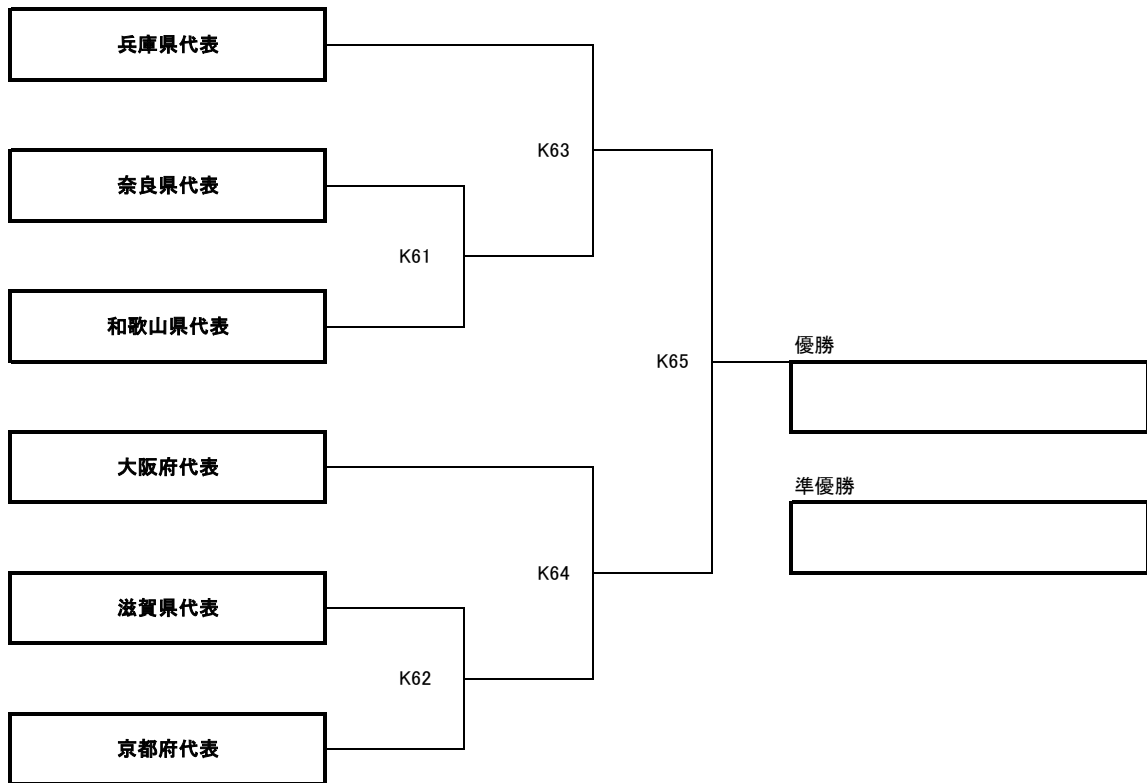 兵庫県代表
K63
奈良県代表
K61
和歌山県代表
K65
優勝
大阪府代表
準優勝
K64
滋賀県代表
K62
京都府代表